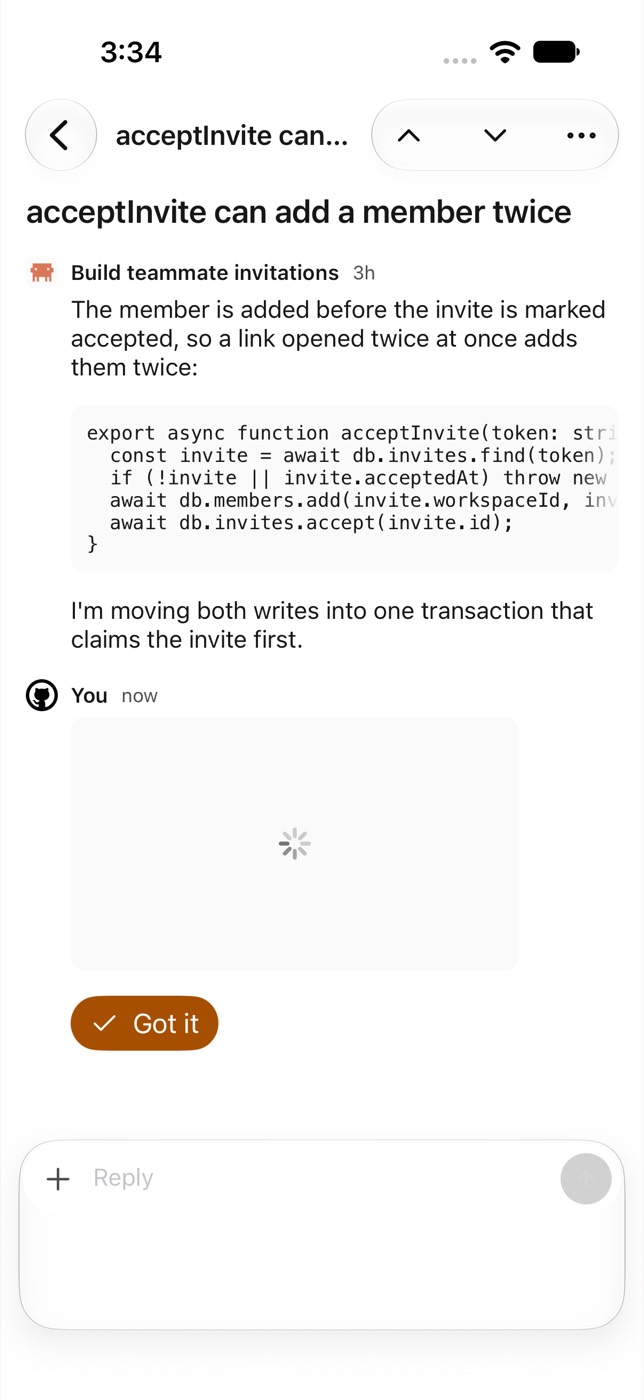 3:34
acceptInvite can...
acceptInvite can add a member twice
Build teammate invitations 3h
The member is added before the invite is marked
accepted, so a link opened twice at once adds
them twice:
export async function acceptInvite(token: stri
  const invite = await db.invites.find(token);
  if (!invite || invite.acceptedAt) throw new
  await db.members.add(invite.workspaceId, inv
  await db.invites.accept(invite.id);
}
I'm moving both writes into one transaction that
claims the invite first.
You now
Got it
Reply